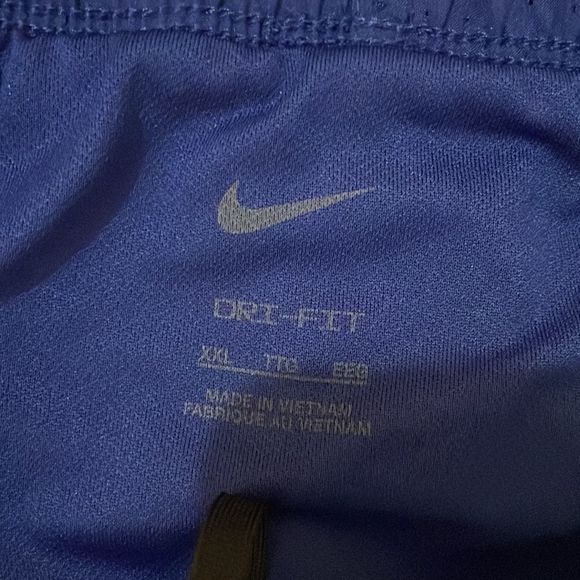 DRI-FIT
XXL TTG EEG
MADE IN VIETNAM
FABRIQUE AU VIETNAM